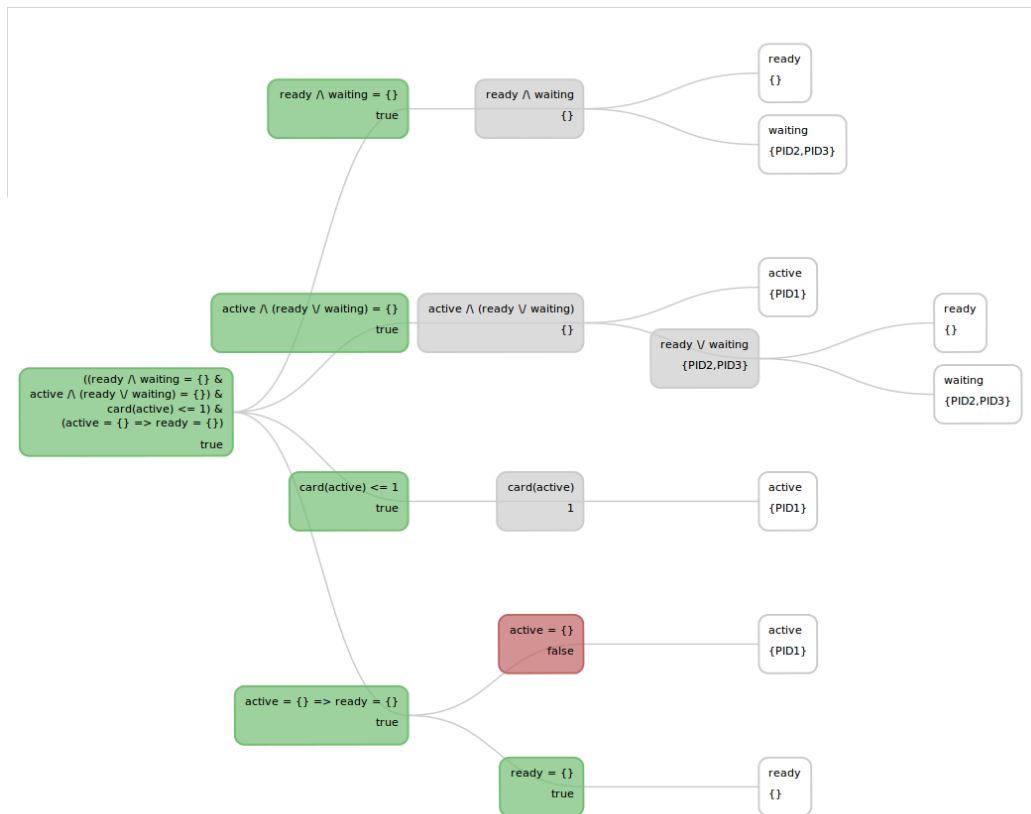 ready /\ waiting = {}
true
ready /\ waiting
{}
ready
{}
waiting
{PID2,PID3}
active /\ (ready \/ waiting) = {}
true
active /\ (ready \/ waiting)
{}
active
{PID1}
ready \/ waiting
{PID2,PID3}
ready
{}
waiting
{PID2,PID3}
((ready /\ waiting = {} &
active /\ (ready \/ waiting) = {}) &
card(active) <= 1) &
(active = {} => ready = {})
true
card(active) <= 1
true
card(active)
1
active
{PID1}
active = {} => ready = {}
true
active = {}
false
active
{PID1}
ready = {}
true
ready
{}